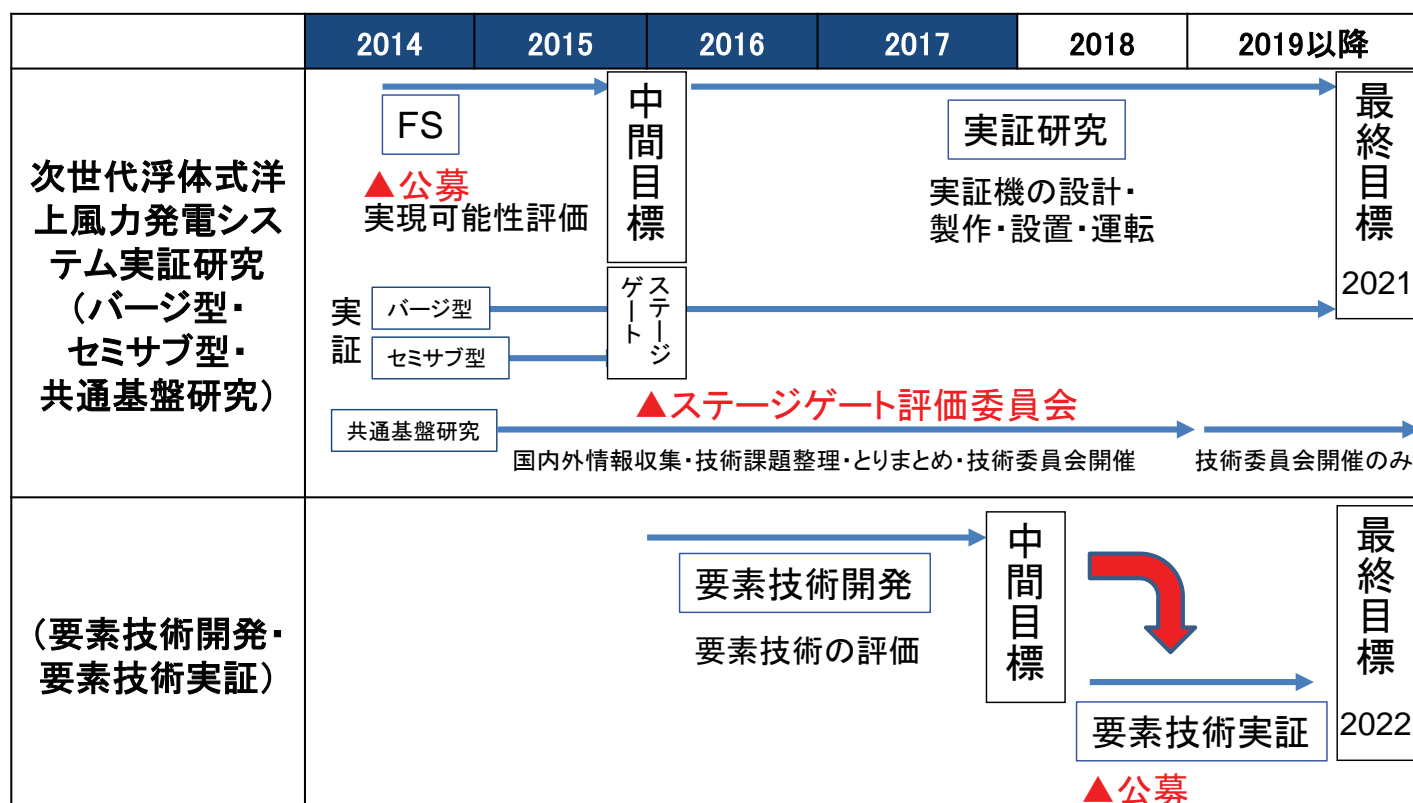 2014
2015
2016
2017
2018
2019以降
次世代浮体式洋
上風力発電シス
テム実証研究
(バージ型・
セミサブ型・
共通基盤研究)
FS
▲公募
実現可能性評価
中間目標
実証研究
実証機の設計・
製作・設置・運転
最終目標
2021
実証
バージ型
セミサブ型
ステージ
ゲート
▲ステージゲート評価委員会
共通基盤研究
国内外情報収集・技術課題整理・とりまとめ・技術委員会開催
技術委員会開催のみ
(要素技術開発・
要素技術実証)
要素技術開発
要素技術の評価
中間目標
要素技術実証
▲公募
最終目標
2022